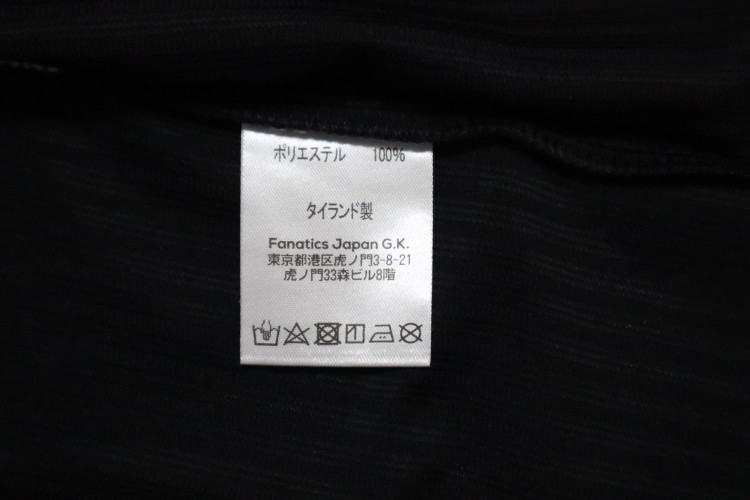 ポリエステル 100%
タイランド製
Fanatics Japan G.K.
東京都港区虎ノ門3-8-21
虎ノ門33森ビル8階